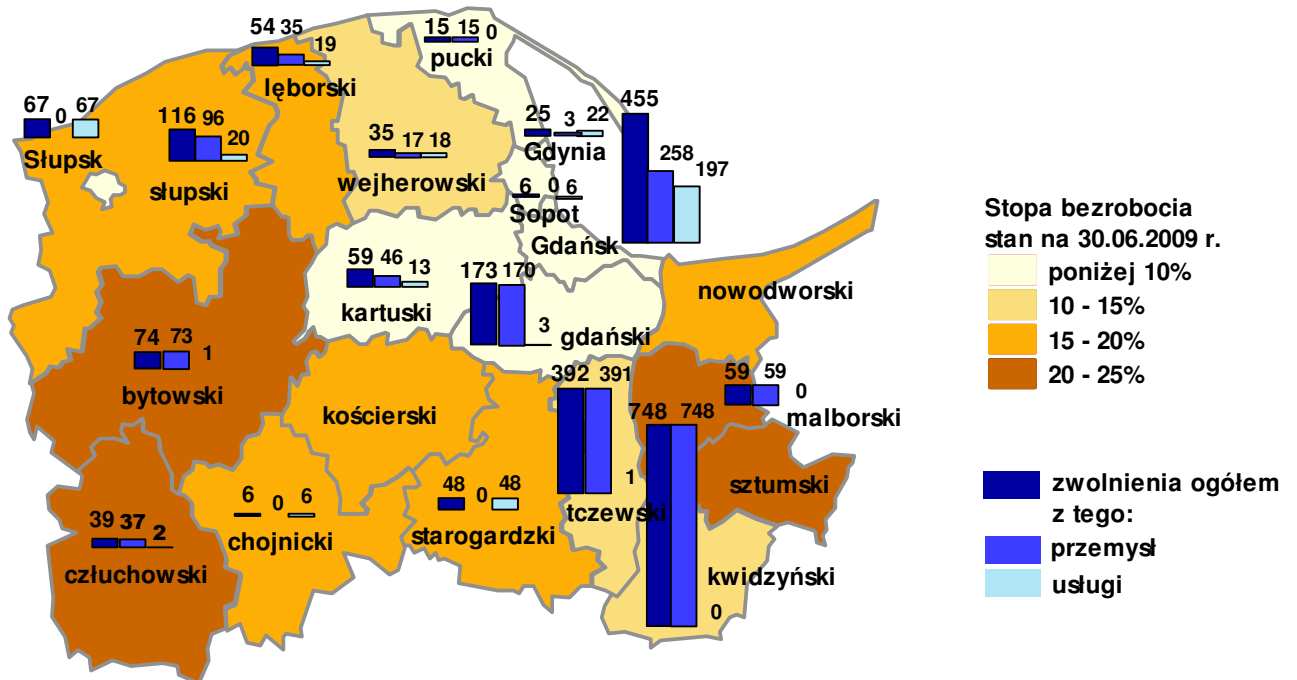 54 35 19
lęborski
15 15 0
pucki
67 0 67
Słupsk
116 96 20
słupski
35 17 18
wejherowski
25 3 22
Gdynia
6 0 6
Sopot
Gdańsk
455 258 197
59 46 13
kartuski
173 170 3
gdański
nowodworski
74 73 1
bytowski
kościerski
392 391 1
tczewski
748 748 0
kwidzyński
59 59 0
malborski
sztumski
39 37 2
człuchowski
6 0 6
chojnicki
48 0 48
starogardzki
Stopa bezrobocia
stan na 30.06.2009 r.
poniżej 10%
10 - 15%
15 - 20%
20 - 25%
zwolnienia ogółem
z tego:
przemysł
usługi